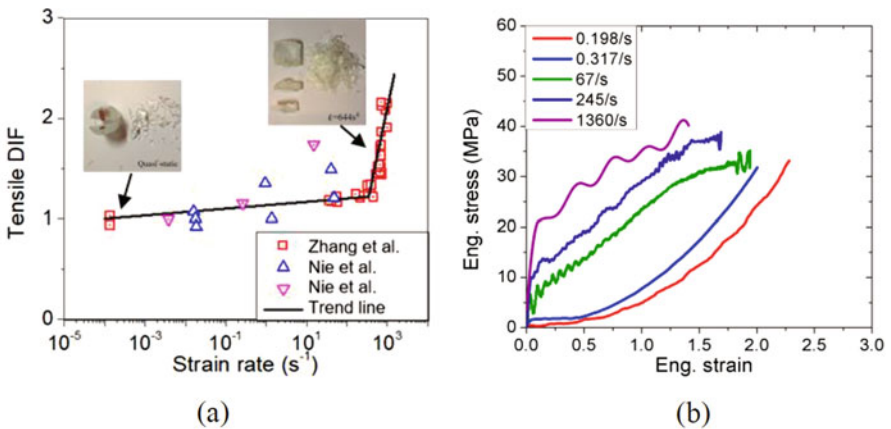 (a)
3
2
1
0
Tensile DIF
Quasi-static
ε̇=644s⁻¹
Zhang et al.
Nie et al.
Nie et al.
Trend line
10⁻⁵ 10⁻³ 10⁻¹ 10¹ 10³
Strain rate (s⁻¹)
(a)
60
50
40
30
20
10
0
Eng. stress (MPa)
0.198/s
0.317/s
67/s
245/s
1360/s
0.0 0.5 1.0 1.5 2.0 2.5 3.0
Eng. strain
(b)